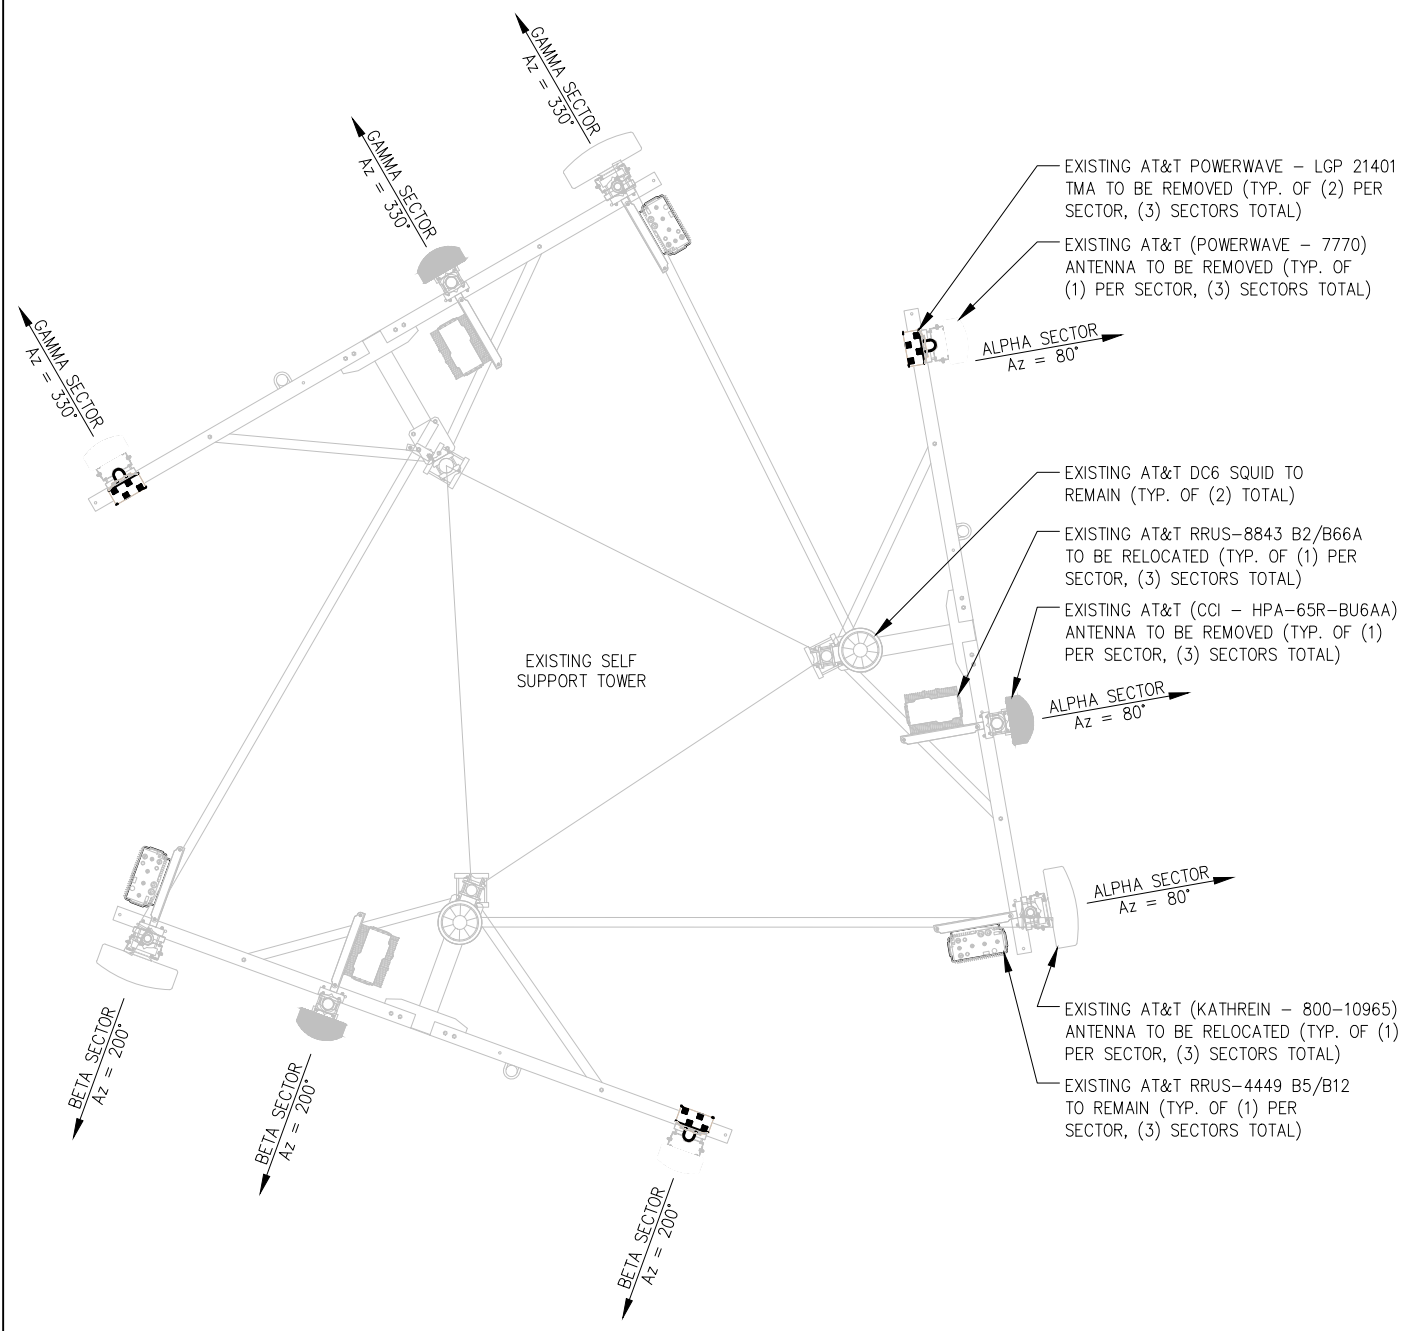 GAMMA SECTOR
Az = 330°
GAMMA SECTOR
Az = 330°
GAMMA SECTOR
Az = 330°
EXISTING AT&T POWERWAVE - LGP 21401
TMA TO BE REMOVED (TYP. OF (2) PER
SECTOR, (3) SECTORS TOTAL)
EXISTING AT&T (POWERWAVE - 7770)
ANTENNA TO BE REMOVED (TYP. OF
(1) PER SECTOR, (3) SECTORS TOTAL)
ALPHA SECTOR
Az = 80°
EXISTING AT&T DC6 SQUID TO
REMAIN (TYP. OF (2) TOTAL)
EXISTING AT&T RRUS-8843 B2/B66A
TO BE RELOCATED (TYP. OF (1) PER
SECTOR, (3) SECTORS TOTAL)
EXISTING AT&T (CCI - HPA-65R-BU6AA)
ANTENNA TO BE REMOVED (TYP. OF (1)
PER SECTOR, (3) SECTORS TOTAL)
EXISTING SELF
SUPPORT TOWER
ALPHA SECTOR
Az = 80°
ALPHA SECTOR
Az = 80°
EXISTING AT&T (KATHREIN - 800-10965)
ANTENNA TO BE RELOCATED (TYP. OF (1)
PER SECTOR, (3) SECTORS TOTAL)
EXISTING AT&T RRUS-4449 B5/B12
TO REMAIN (TYP. OF (1) PER
SECTOR, (3) SECTORS TOTAL)
BETA SECTOR
Az = 200°
BETA SECTOR
Az = 200°
BETA SECTOR
Az = 200°